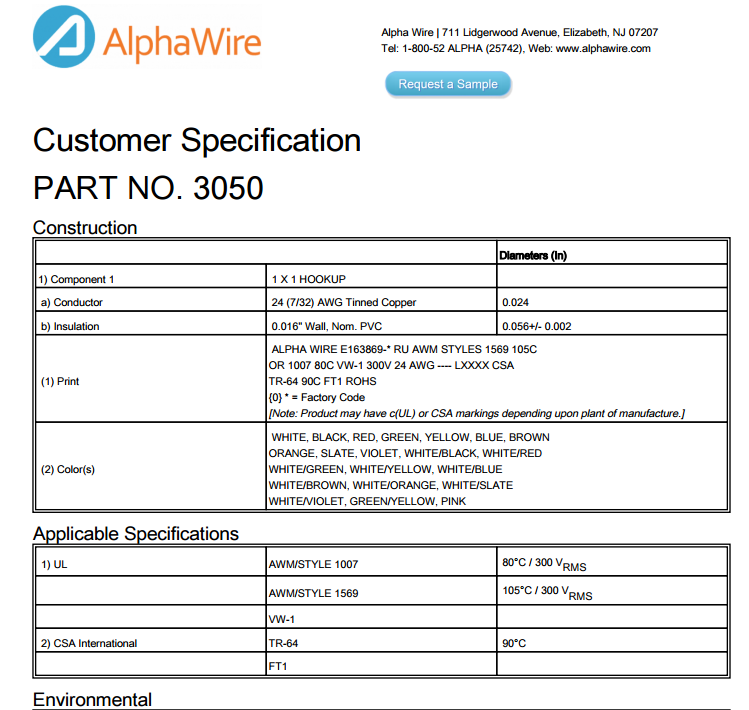 AlphaWire
Alpha Wire | 711 Lidgerwood Avenue, Elizabeth, NJ 07207
Tel: 1-800-52 ALPHA (25742), Web: www.alphawire.com
Request a Sample
Customer Specification
PART NO. 3050
Construction
Diameters (In)
1) Component 1 1 X 1 HOOKUP
a) Conductor 24 (7/32) AWG Tinned Copper 0.024
b) Insulation 0.016" Wall, Nom. PVC 0.056+/- 0.002
(1) Print
ALPHA WIRE E163869-* RU AWM STYLES 1569 105C
OR 1007 80C VW-1 300V 24 AWG ---- LXXXX CSA
TR-64 90C FT1 ROHS
{0} * = Factory Code
[Note: Product may have c(UL) or CSA markings depending upon plant of manufacture.]
(2) Color(s)
WHITE, BLACK, RED, GREEN, YELLOW, BLUE, BROWN
ORANGE, SLATE, VIOLET, WHITE/BLACK, WHITE/RED
WHITE/GREEN, WHITE/YELLOW, WHITE/BLUE
WHITE/BROWN, WHITE/ORANGE, WHITE/SLATE
WHITE/VIOLET, GREEN/YELLOW, PINK
Applicable Specifications
1) UL AWM/STYLE 1007 80°C / 300 VRMS
AWM/STYLE 1569 105°C / 300 VRMS
VW-1
2) CSA International TR-64 90°C
FT1
Environmental